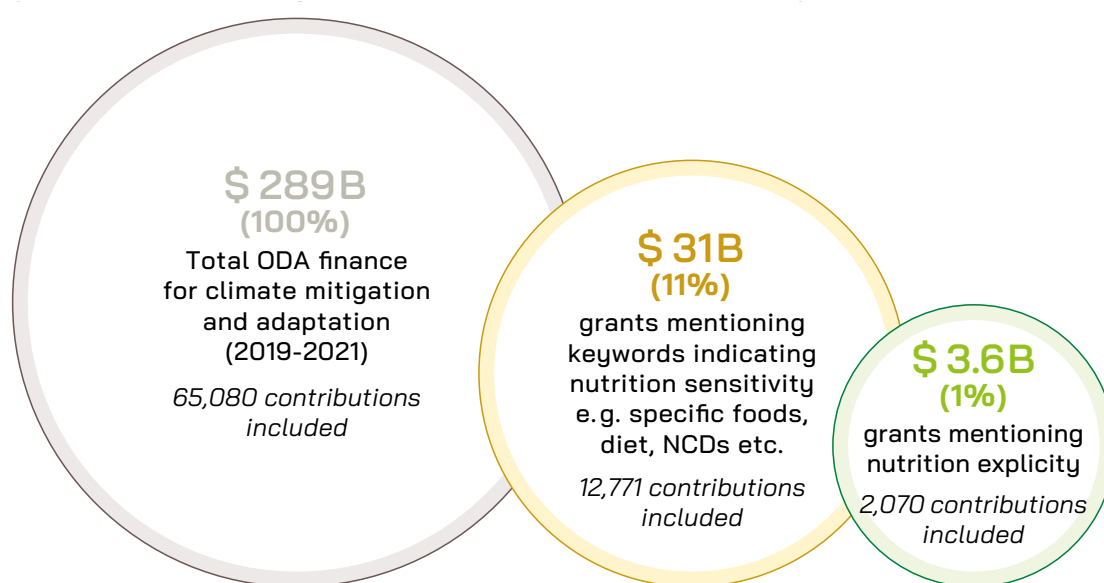 $ 289B
(100%)
Total ODA finance
for climate mitigation
and adaptation
(2019-2021)
65,080 contributions
included
$ 31B
(11%)
grants mentioning
keywords indicating
nutrition sensitivity
e.g. specific foods,
diet, NCDs etc.
12,771 contributions
included
$ 3.6B
(1%)
grants mentioning
nutrition explicity
2,070 contributions
included